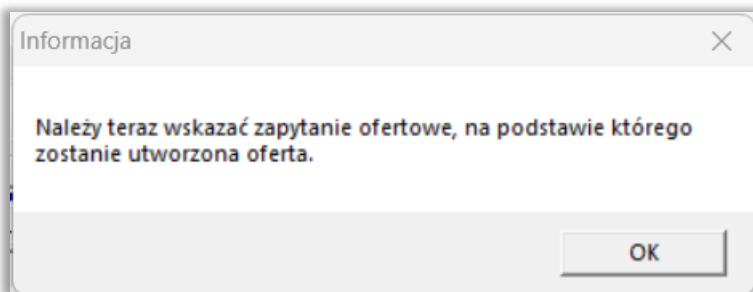 Informacja
Należy teraz wskazać zapytanie ofertowe, na podstawie którego
zostanie utworzona oferta.
OK